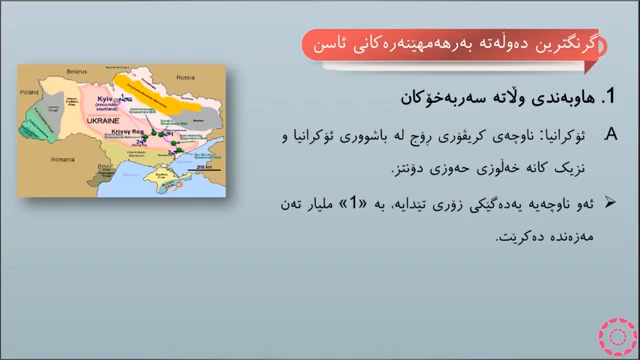 گرنگترین دەوڵەتە بەرهەمهێنەرەکانی ئاسن
1. هاوبەندی وڵاتە سەربەخۆکان
A. ئۆکرانیا: ناوچەی کریڤۆری ڕۆج لە باشووری ئۆکرانیا و
نزیک کانە خەڵوزی حەوزی دۆنتز.
ئەو ناوچەیە یەدەگێکی زۆری تێدایە، بە «1» ملیار تەن
مەزەندە دەکرێت.
Belarus
Russia
Poland
Kyiv
UKRAINE
Krivoy Rog
Romania